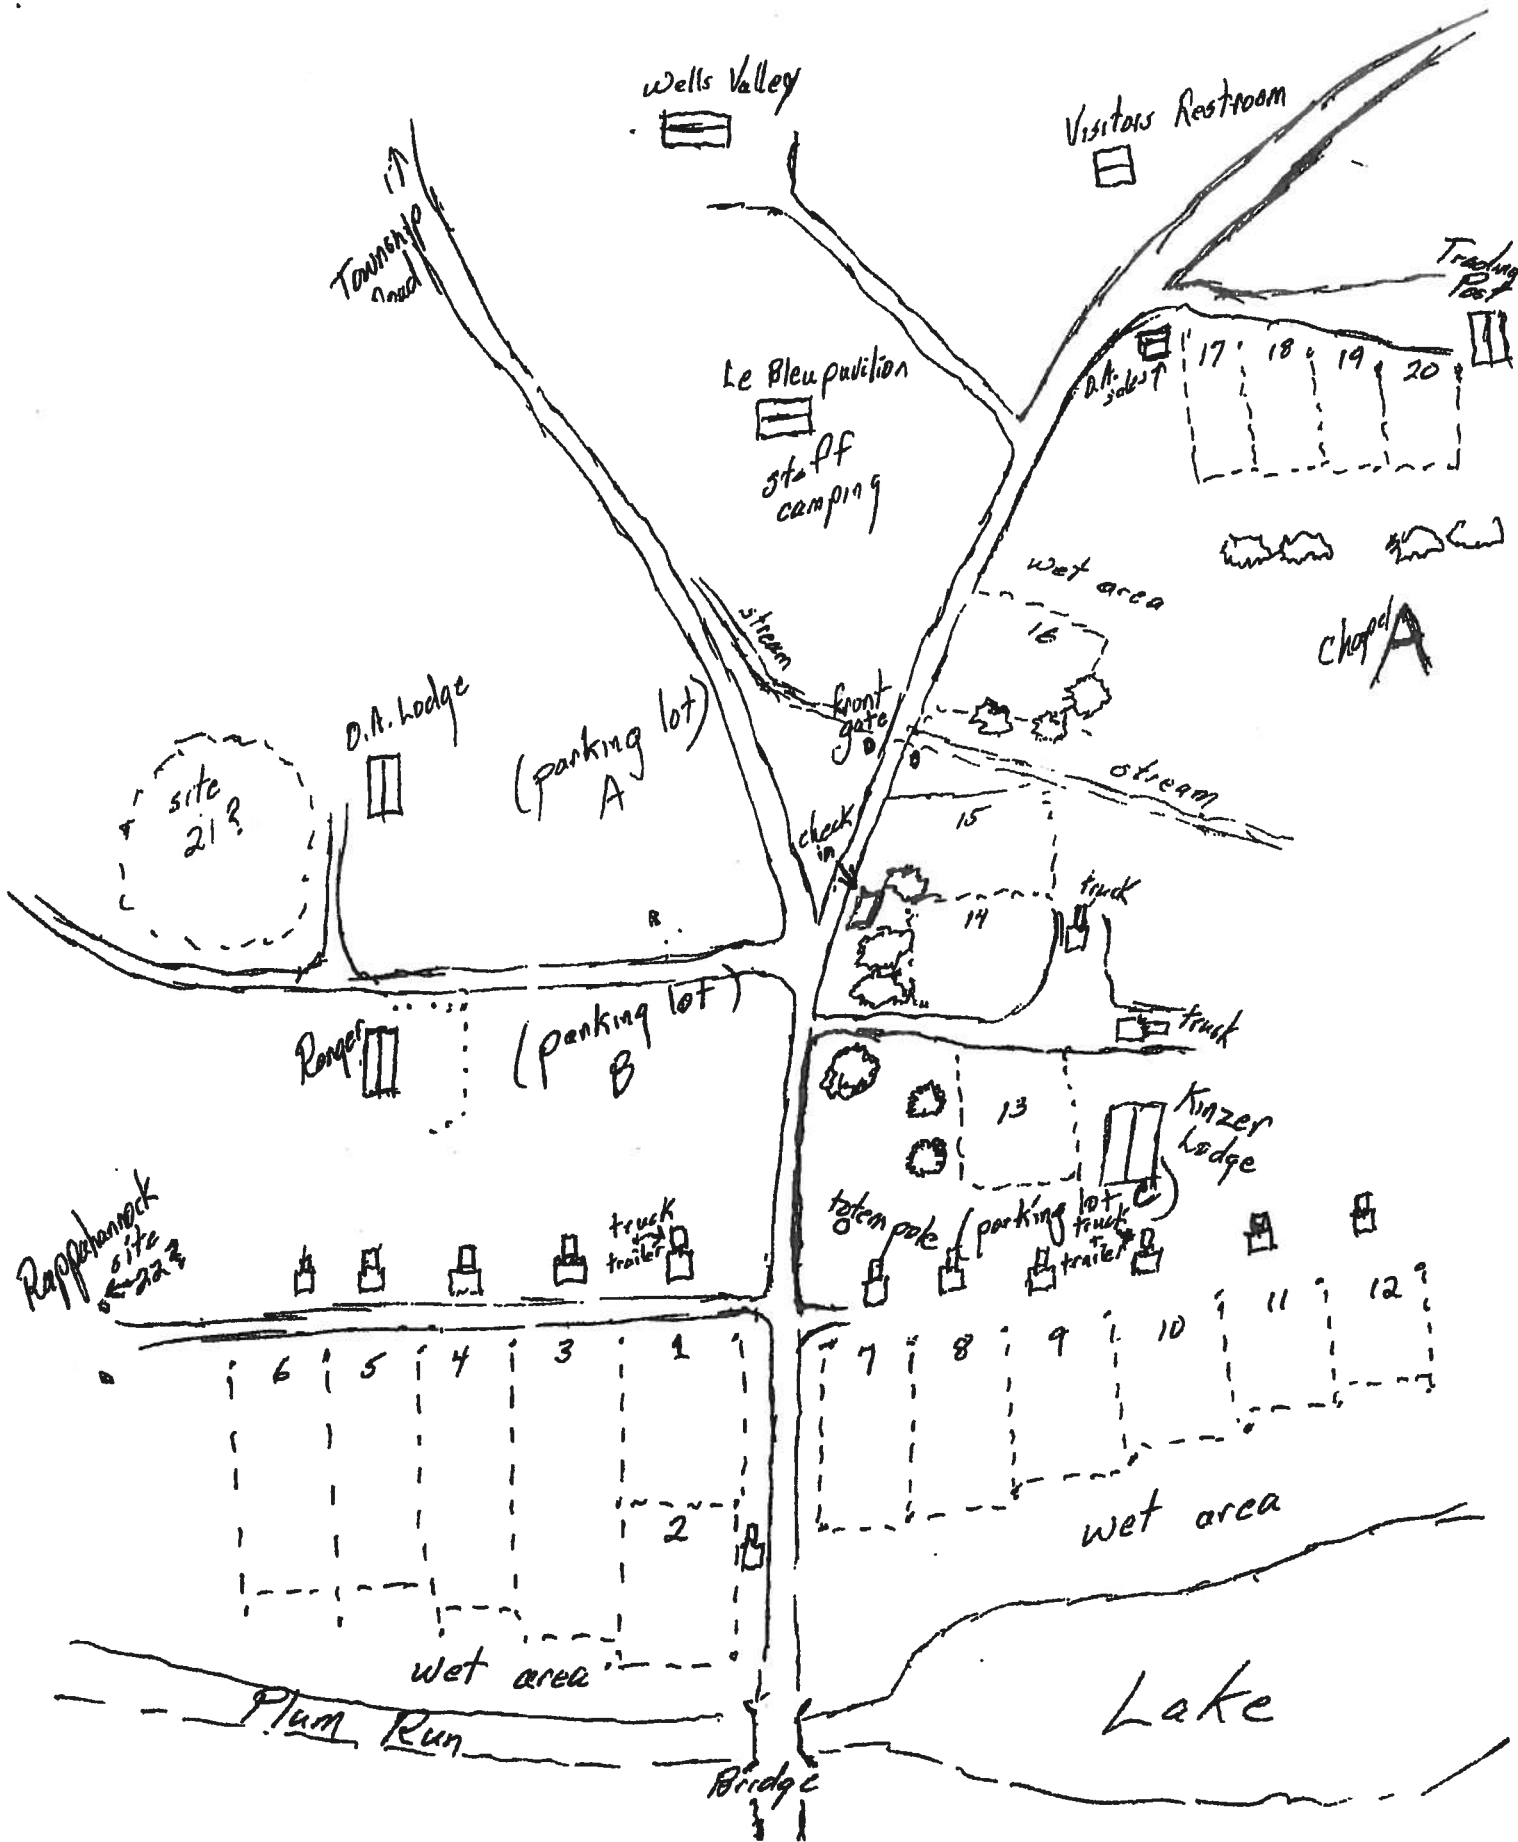 Wells Valley
Visitors Restroom
Township
Road
Trading
Post
Le Bleu pavilion
staff
camping
O.A.
sales
17
18
19
20
wet area
16
Chapel A
stream
front
gate
O.A. Lodge
(parking lot)
A
site
21?
stream
15
check
in
14
truck
truck
Ranger
(parking lot)
B
13
Kinzer
Lodge
Rappahannock
site
22?
truck
+
trailer
totem pole
(parking lot C)
truck
+
trailer
6
5
4
3
1
7
8
9
10
11
12
2
wet area
wet area
Plum Run
Lake
Bridge